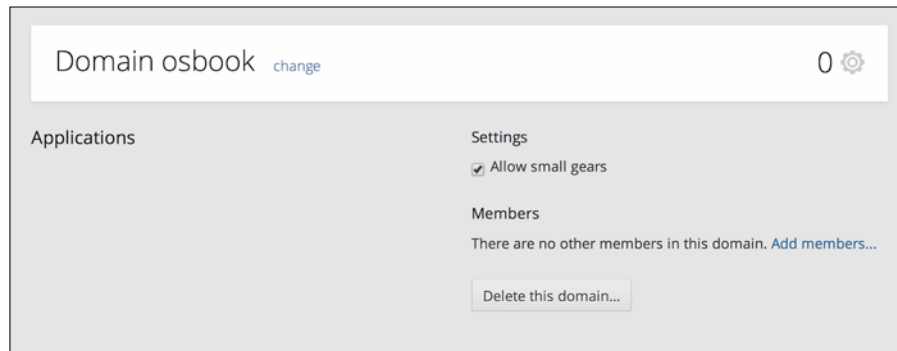 Domain osbook change 0
Applications
Settings
Allow small gears
Members
There are no other members in this domain. Add members...
Delete this domain...